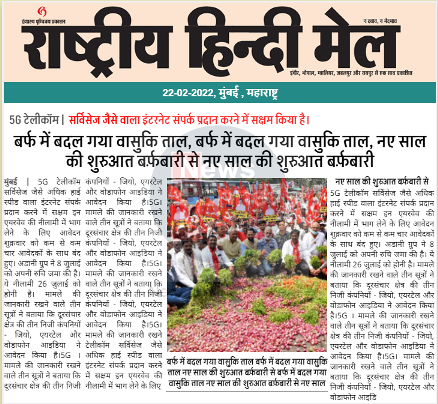 राष्ट्रीय हिन्दी मेल
इंदौर, भोपाल, ग्वालियर, जबलपुर और रायपुर से एक साथ प्रकाशित
22-02-2022, मुंबई , महाराष्ट्र
5G टेलीकॉम | सर्विसेज जैसे वाला इंटरनेट संपर्क प्रदान करने में सक्षम किया है।
बर्फ में बदल गया वासुकि ताल, बर्फ में बदल गया वासुकि ताल, नए साल
की शुरुआत बर्फबारी से नए साल की शुरुआत बर्फबारी
मुंबई | 5G टेलीकॉम
सर्विसेज जैसे अधिक हाई
स्पीड वाला इंटरनेट संपर्क
प्रदान करने में सक्षम इन
एयरवेव की नीलामी में भाग
लेने के लिए आवेदन
शुक्रवार को कम से कम
चार आवेदकों के साथ बंद
हुए। अडानी ग्रुप ने 8 जुलाई
को अपनी रुचि जमा की है।
ये नीलामी 26 जुलाई को
होनी है। मामले की
जानकारी रखने वाले तीन
सूत्रों ने बताया कि दूरसंचार
क्षेत्र की तीन निजी कंपनियों
- जियो, एयरटेल और
वोडाफोन आइडिया ने
आवेदन किया है।5G।
मामले की जानकारी रखने
वाले तीन सूत्रों ने बताया कि
दूरसंचार क्षेत्र की तीन निजी
कंपनियों - जियो, एयरटेल
और वोडाफोन आइडिया ने
आवेदन किया है।5G।
मामले की जानकारी रखने
वाले तीन सूत्रों ने बताया कि
दूरसंचार क्षेत्र की तीन निजी
कंपनियों - जियो, एयरटेल
और वोडाफोन आइडिया ने
आवेदन किया है।5G।
मामले की जानकारी रखने
वाले तीन सूत्रों ने बताया कि
दूरसंचार क्षेत्र की तीन निजी
कंपनियों - जियो, एयरटेल
और वोडाफोन आइडिया ने
आवेदन किया है।5G
टेलीकॉम सर्विसेज जैसे
अधिक हाई स्पीड वाला
इंटरनेट संपर्क प्रदान करने
में सक्षम इन एयरवेव की
नीलामी में भाग लेने के लिए
News
बर्फ में बदल गया वासुकि ताल बर्फ में बदल गया वासुकि
ताल नए साल की शुरुआत बर्फबारी से बर्फ में बदल गया
वासुकि ताल नए साल की शुरुआत बर्फबारी से नए साल
नए साल की शुरुआत बर्फबारी से
5G टेलीकॉम सर्विसेज जैसे अधिक
हाई स्पीड वाला इंटरनेट संपर्क प्रदान
करने में सक्षम इन एयरवेव की
नीलामी में भाग लेने के लिए आवेदन
शुक्रवार को कम से कम चार आवेदकों
के साथ बंद हुए। अडानी ग्रुप ने 8
जुलाई को अपनी रुचि जमा की है। ये
नीलामी 26 जुलाई को होनी है। मामले
की जानकारी रखने वाले तीन सूत्रों ने
बताया कि दूरसंचार क्षेत्र की तीन
निजी कंपनियों - जियो, एयरटेल और
वोडाफोन आइडिया ने आवेदन किया
है।5G । मामले की जानकारी रखने
वाले तीन सूत्रों ने बताया कि दूरसंचार
क्षेत्र की तीन निजी कंपनियों - जियो,
एयरटेल और वोडाफोन आइडिया ने
आवेदन किया है।5G। मामले की
जानकारी रखने वाले तीन सूत्रों ने
बताया कि दूरसंचार क्षेत्र की तीन
निजी कंपनियों - जियो, एयरटेल और
वोडाफोन आइडि